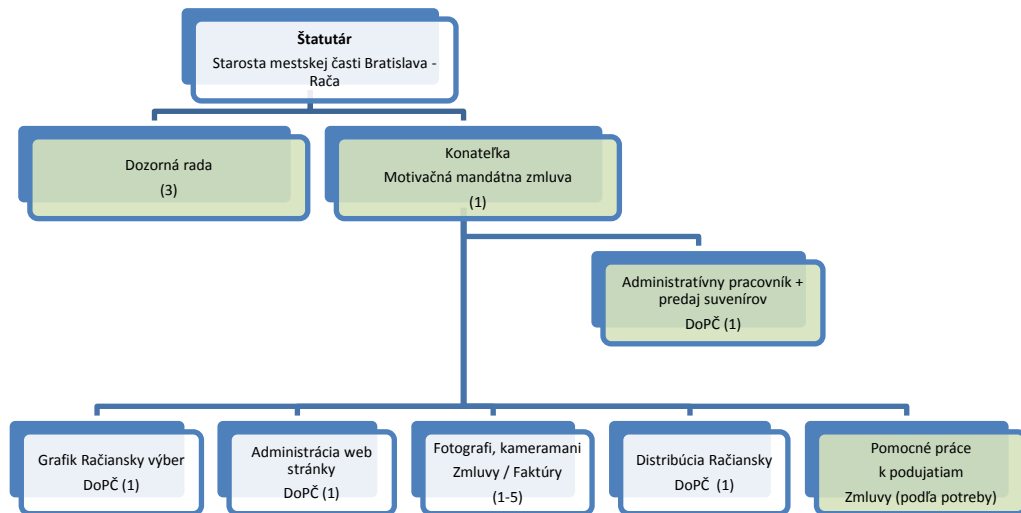 Štatutár
Starosta mestskej časti Bratislava -
Rača
Dozorná rada
(3)
Konateľka
Motivačná mandátna zmluva
(1)
Administratívny pracovník +
predaj suvenírov
DoPČ (1)
Grafik Račiansky výber
DoPČ (1)
Administrácia web
stránky
DoPČ (1)
Fotografi, kameramani
Zmluvy / Faktúry
(1-5)
Distribúcia Račiansky
DoPČ (1)
Pomocné práce
k podujatiam
Zmluvy (podľa potreby)